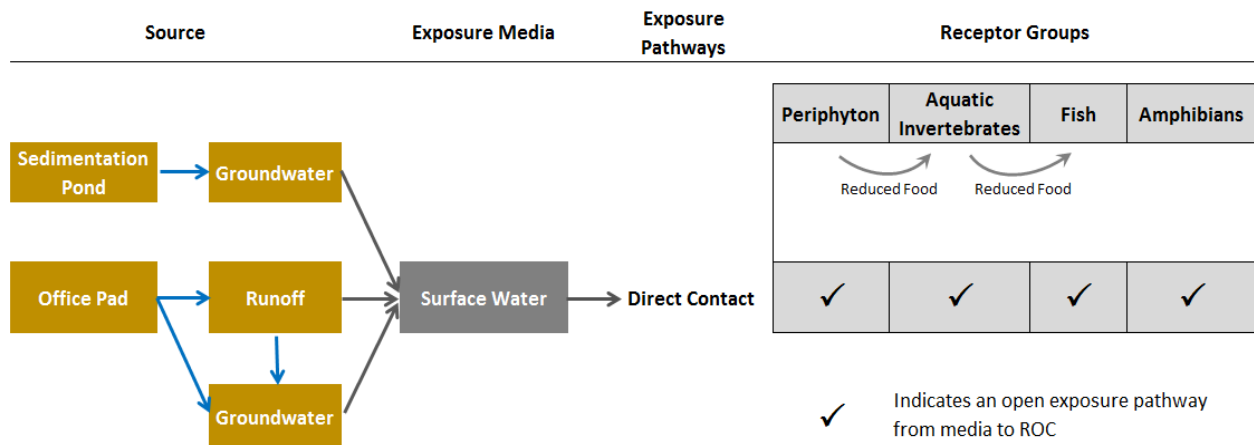 Source
Exposure Media
Exposure
Pathways
Receptor Groups
Periphyton
Aquatic
Invertebrates
Fish
Amphibians
Sedimentation
Pond
Groundwater
Reduced Food
Reduced Food
Office Pad
Runoff
Surface Water
Direct Contact
✓
✓
✓
✓
Groundwater
✓
Indicates an open exposure pathway
from media to ROC